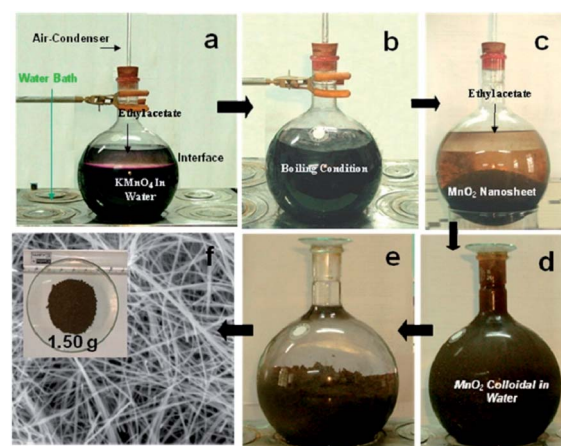 a
Air-Condenser
Water Bath
Ethylacetate
Interface
KMnO4 In
Water
b
Boiling Condition
c
Ethylacetate
MnO2 Nanosheet
d
MnO2 Colloidal in
Water
e
f
1.50 g